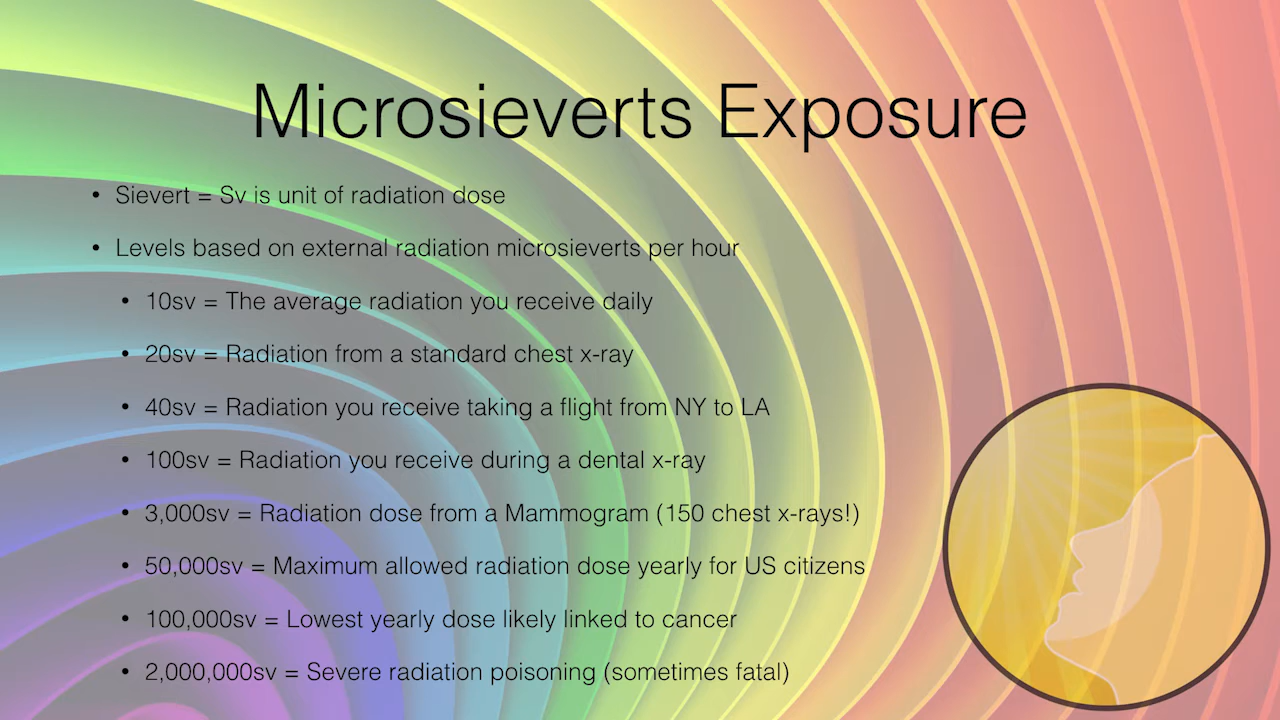 Microsieverts Exposure
• Sievert = Sv is unit of radiation dose
• Levels based on external radiation microsieverts per hour
• 10sv = The average radiation you receive daily
• 20sv = Radiation from a standard chest x-ray
• 40sv = Radiation you receive taking a flight from NY to LA
• 100sv = Radiation you receive during a dental x-ray
• 3,000sv = Radiation dose from a Mammogram (150 chest x-rays!)
• 50,000sv = Maximum allowed radiation dose yearly for US citizens
• 100,000sv = Lowest yearly dose likely linked to cancer
• 2,000,000sv = Severe radiation poisoning (sometimes fatal)